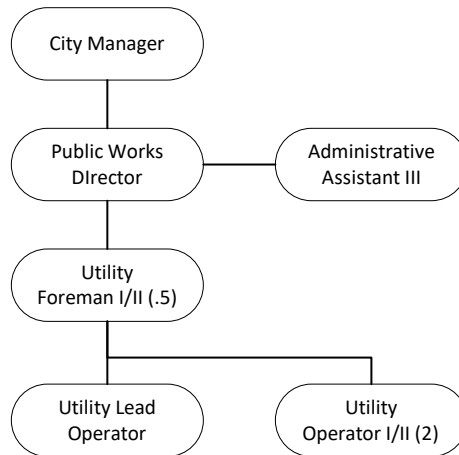 City Manager
Public Works
DIrector
Administrative
Assistant III
Utility
Foreman I/II (.5)
Utility Lead
Operator
Utility
Operator I/II (2)